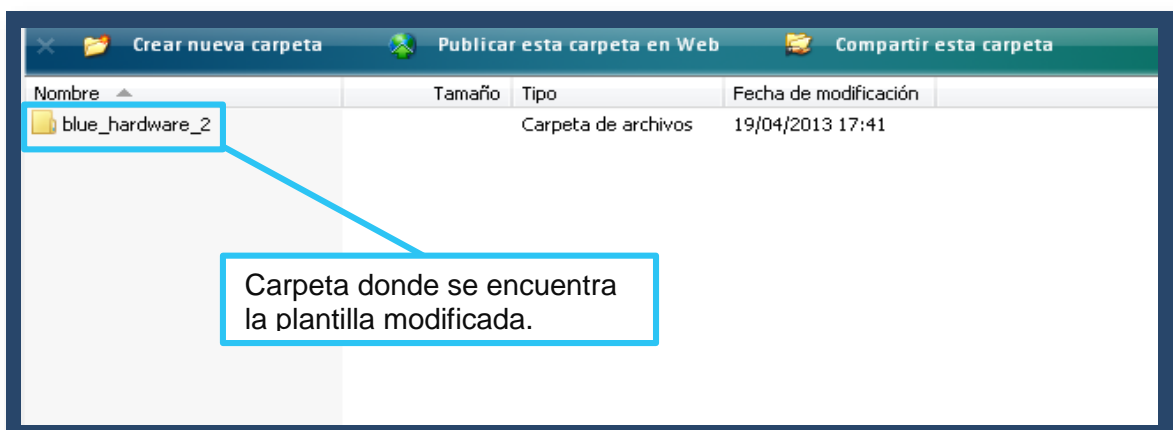 Crear nueva carpeta Publicar esta carpeta en Web Compartir esta carpeta
Nombre Tamaño Tipo Fecha de modificación
blue_hardware_2 Carpeta de archivos 19/04/2013 17:41
Carpeta donde se encuentra
la plantilla modificada.